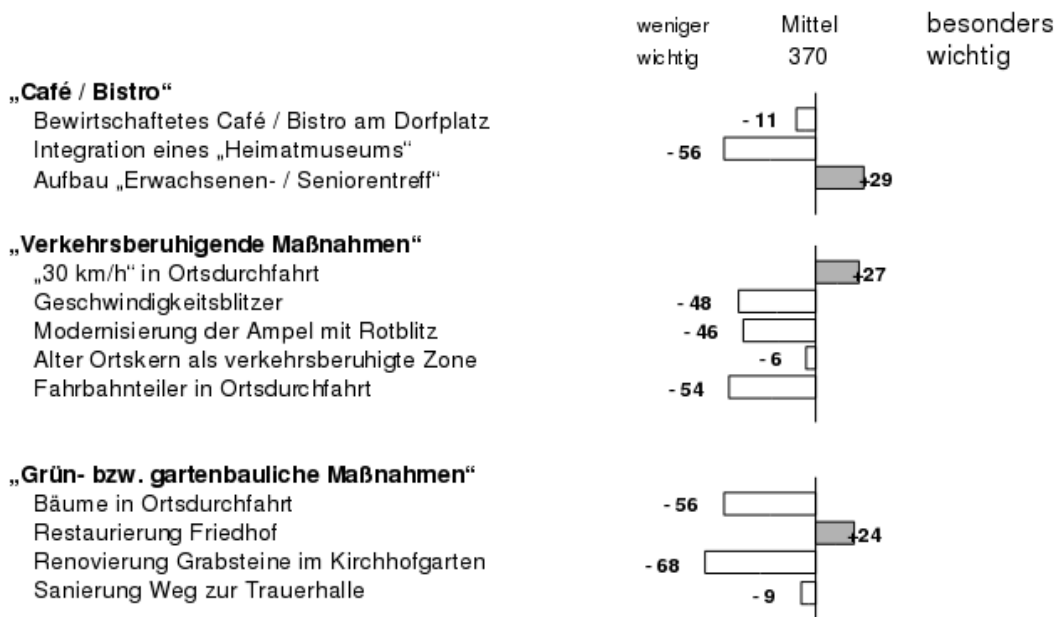 weniger Mittel besonders
wichtig 370 wichtig
„Café / Bistro“
Bewirtschaftetes Café / Bistro am Dorfplatz - 11
Integration eines „Heimatmuseums“ - 56
Aufbau „Erwachsenen- / Seniorentreff“ +29
„Verkehrsberuhigende Maßnahmen“
„30 km/h“ in Ortsdurchfahrt +27
Geschwindigkeitsblitzer - 48
Modernisierung der Ampel mit Rotblitz - 46
Alter Ortskern als verkehrsberuhigte Zone - 6
Fahrbahnteiler in Ortsdurchfahrt - 54
„Grün- bzw. gartenbauliche Maßnahmen“
Bäume in Ortsdurchfahrt - 56
Restaurierung Friedhof +24
Renovierung Grabsteine im Kirchhofgarten - 68
Sanierung Weg zur Trauerhalle - 9